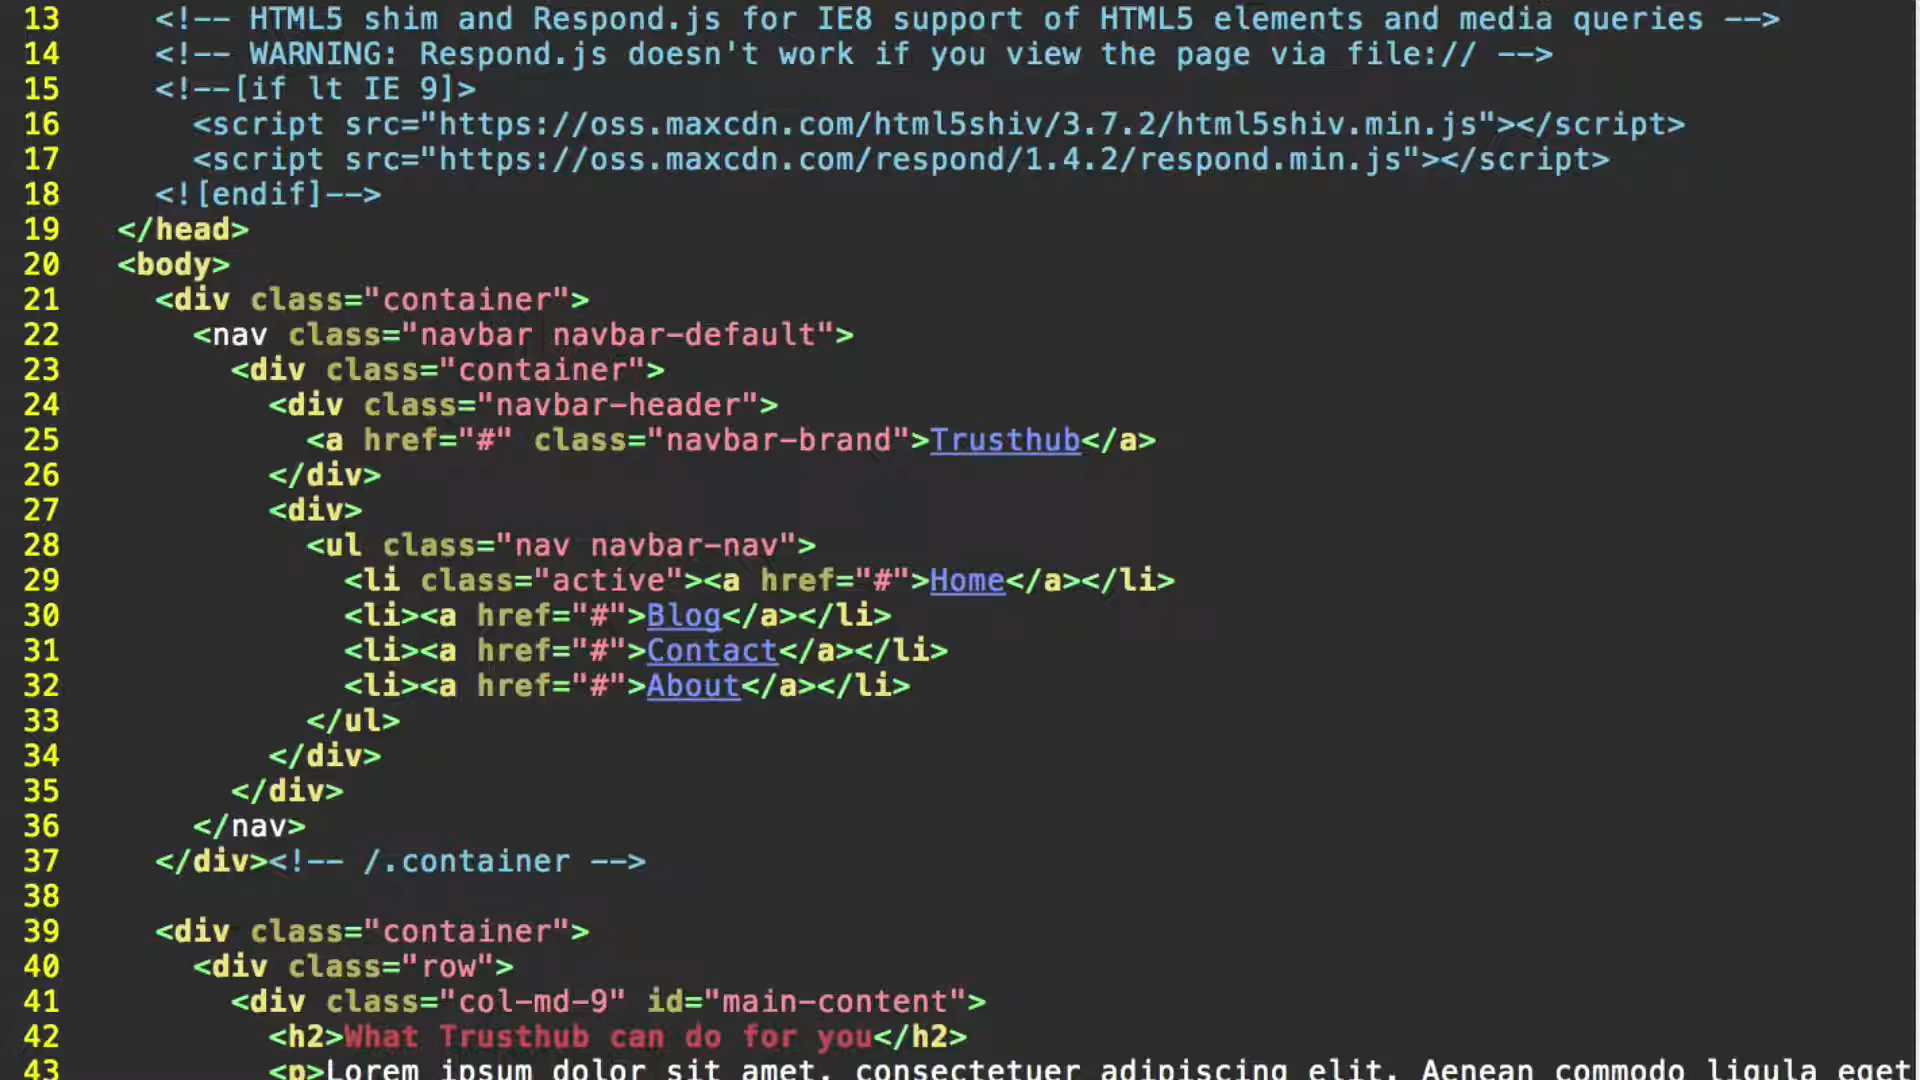 13 <!-- HTML5 shim and Respond.js for IE8 support of HTML5 elements and media queries -->
14 <!-- WARNING: Respond.js doesn't work if you view the page via file:// -->
15 <!--[if lt IE 9]>
16 <script src="https://oss.maxcdn.com/html5shiv/3.7.2/html5shiv.min.js"></script>
17 <script src="https://oss.maxcdn.com/respond/1.4.2/respond.min.js"></script>
18 <![endif]-->
19 </head>
20 <body>
21 <div class="container">
22 <nav class="navbar navbar-default">
23 <div class="container">
24 <div class="navbar-header">
25 <a href="#" class="navbar-brand">Trusthub</a>
26 </div>
27 <div>
28 <ul class="nav navbar-nav">
29 <li class="active"><a href="#">Home</a></li>
30 <li><a href="#">Blog</a></li>
31 <li><a href="#">Contact</a></li>
32 <li><a href="#">About</a></li>
33 </ul>
34 </div>
35 </div>
36 </nav>
37 </div><!-- /.container -->
38
39 <div class="container">
40 <div class="row">
41 <div class="col-md-9" id="main-content">
42 <h2>What Trusthub can do for you</h2>
43 <p>Lorem ipsum dolor sit amet, consectetuer adipiscing elit. Aenean commodo ligula eget